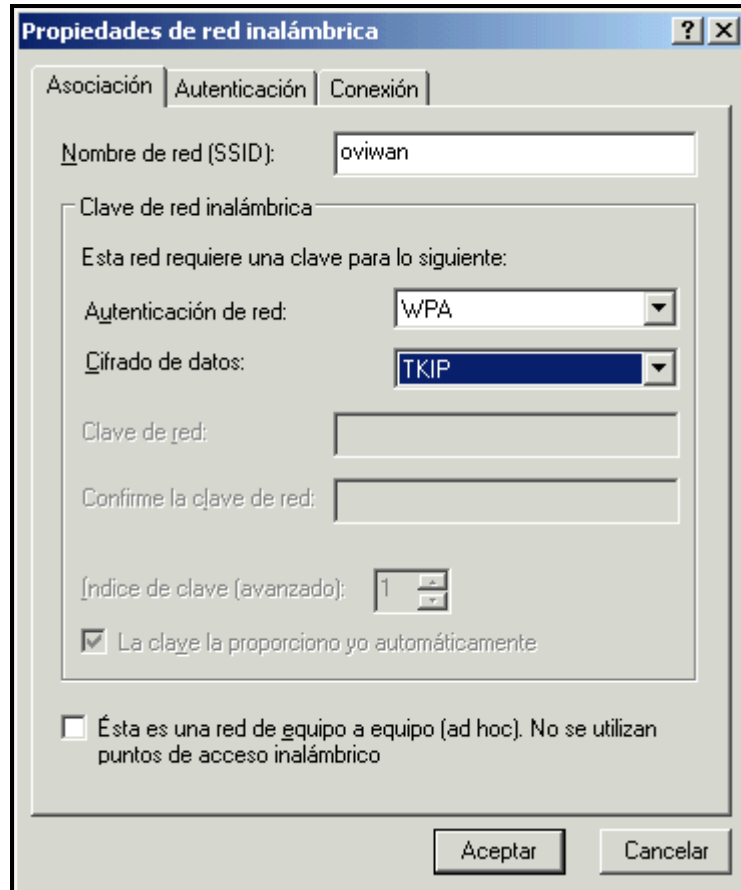 Propiedades de red inalámbrica
Asociación Autenticación Conexión
Nombre de red (SSID): oviwan
Clave de red inalámbrica
Esta red requiere una clave para lo siguiente:
Autenticación de red: WPA
Cifrado de datos: TKIP
Clave de red:
Confirme la clave de red:
Índice de clave (avanzado): 1
La clave la proporciono yo automáticamente
Ésta es una red de equipo a equipo (ad hoc). No se utilizan
puntos de acceso inalámbrico
Aceptar Cancelar